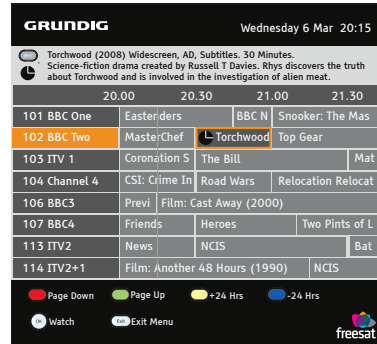 GRUNDIG
Wednesday 6 Mar 20:15
Torchwood (2008) Widescreen, AD, Subtitles. 30 Minutes.
Science-fiction drama created by Russell T Davies. Rhys discovers the truth
about Torchwood and is involved in the investigation of alien meat.
20.00 20.30 21.00 21.30
101 BBC One Eastenders BBC N Snooker: The Mas
102 BBC Two MasterChef Torchwood Top Gear
103 ITV 1 Coronation S The Bill Mat
104 Channel 4 CSI: Crime In Road Wars Relocation Relocat
106 BBC3 Previ Film: Cast Away (2000)
107 BBC4 Friends Heroes Two Pints of L
113 ITV2 News NCIS Bat
114 ITV2+1 Film: Another 48 Hours (1990) NCIS
Page Down Page Up +24 Hrs -24 Hrs
OK Watch Exit Exit Menu
freesat